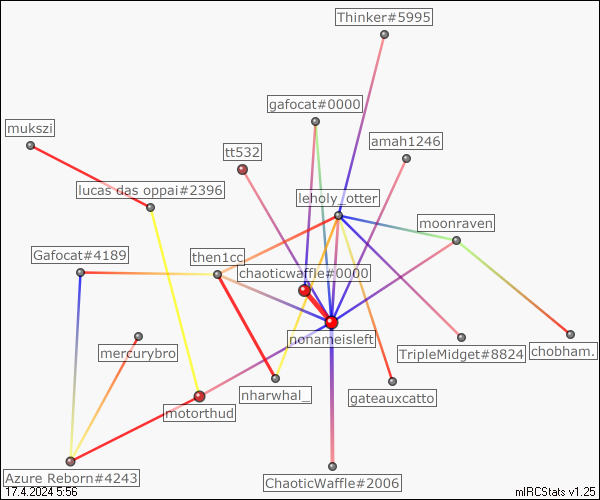 Thinker#5995
gafocat#0000
mukszi
amah1246
tt532
lucas das oppai#2396
leholy_otter
moonraven
Gafocat#4189
then1cc
chaoticwaffle#0000
nonameisleft
mercurybro
TripleMidget#8824
chobham.
nharwhal_
gateauxcatto
motorthud
Azure Reborn#4243
ChaoticWaffle#2006
17.4.2024 5:56
mIRCStats v1.25